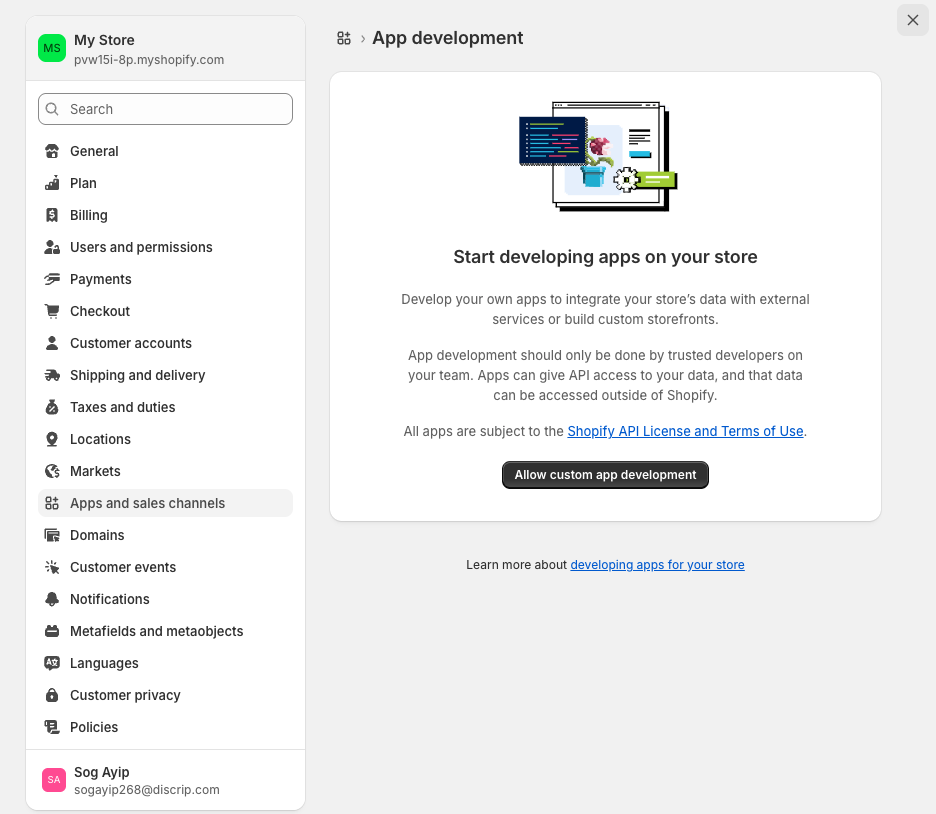 MS
My Store
pvw15i-8p.myshopify.com
Search
General
Plan
Billing
Users and permissions
Payments
Checkout
Customer accounts
Shipping and delivery
Taxes and duties
Locations
Markets
Apps and sales channels
Domains
Customer events
Notifications
Metafields and metaobjects
Languages
Customer privacy
Policies
SA
Sog Ayip
sogayip268@discrip.com
› App development
Start developing apps on your store
Develop your own apps to integrate your store’s data with external
services or build custom storefronts.
App development should only be done by trusted developers on
your team. Apps can give API access to your data, and that data
can be accessed outside of Shopify.
All apps are subject to the Shopify API License and Terms of Use.
Allow custom app development
Learn more about developing apps for your store